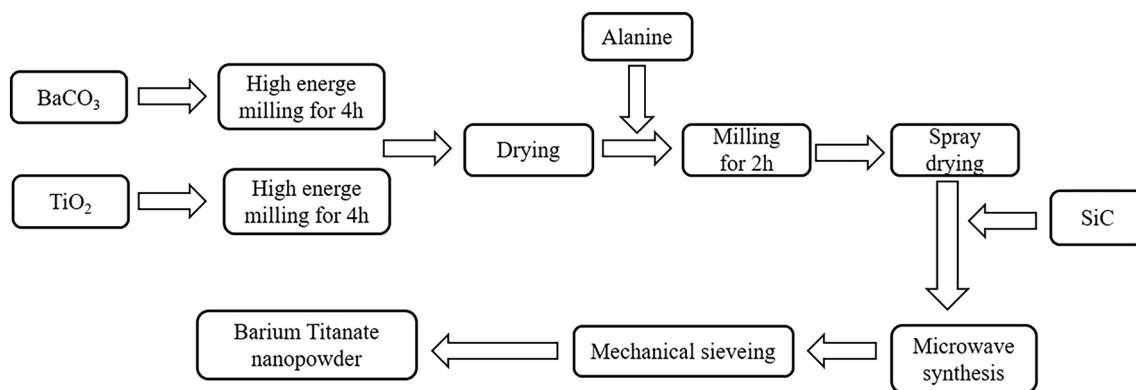 Alanine
BaCO₃
High energe
milling for 4h
Drying
Milling
for 2h
Spray
drying
TiO₂
High energe
milling for 4h
SiC
Barium Titanate
nanopowder
Mechanical sieveing
Microwave
synthesis